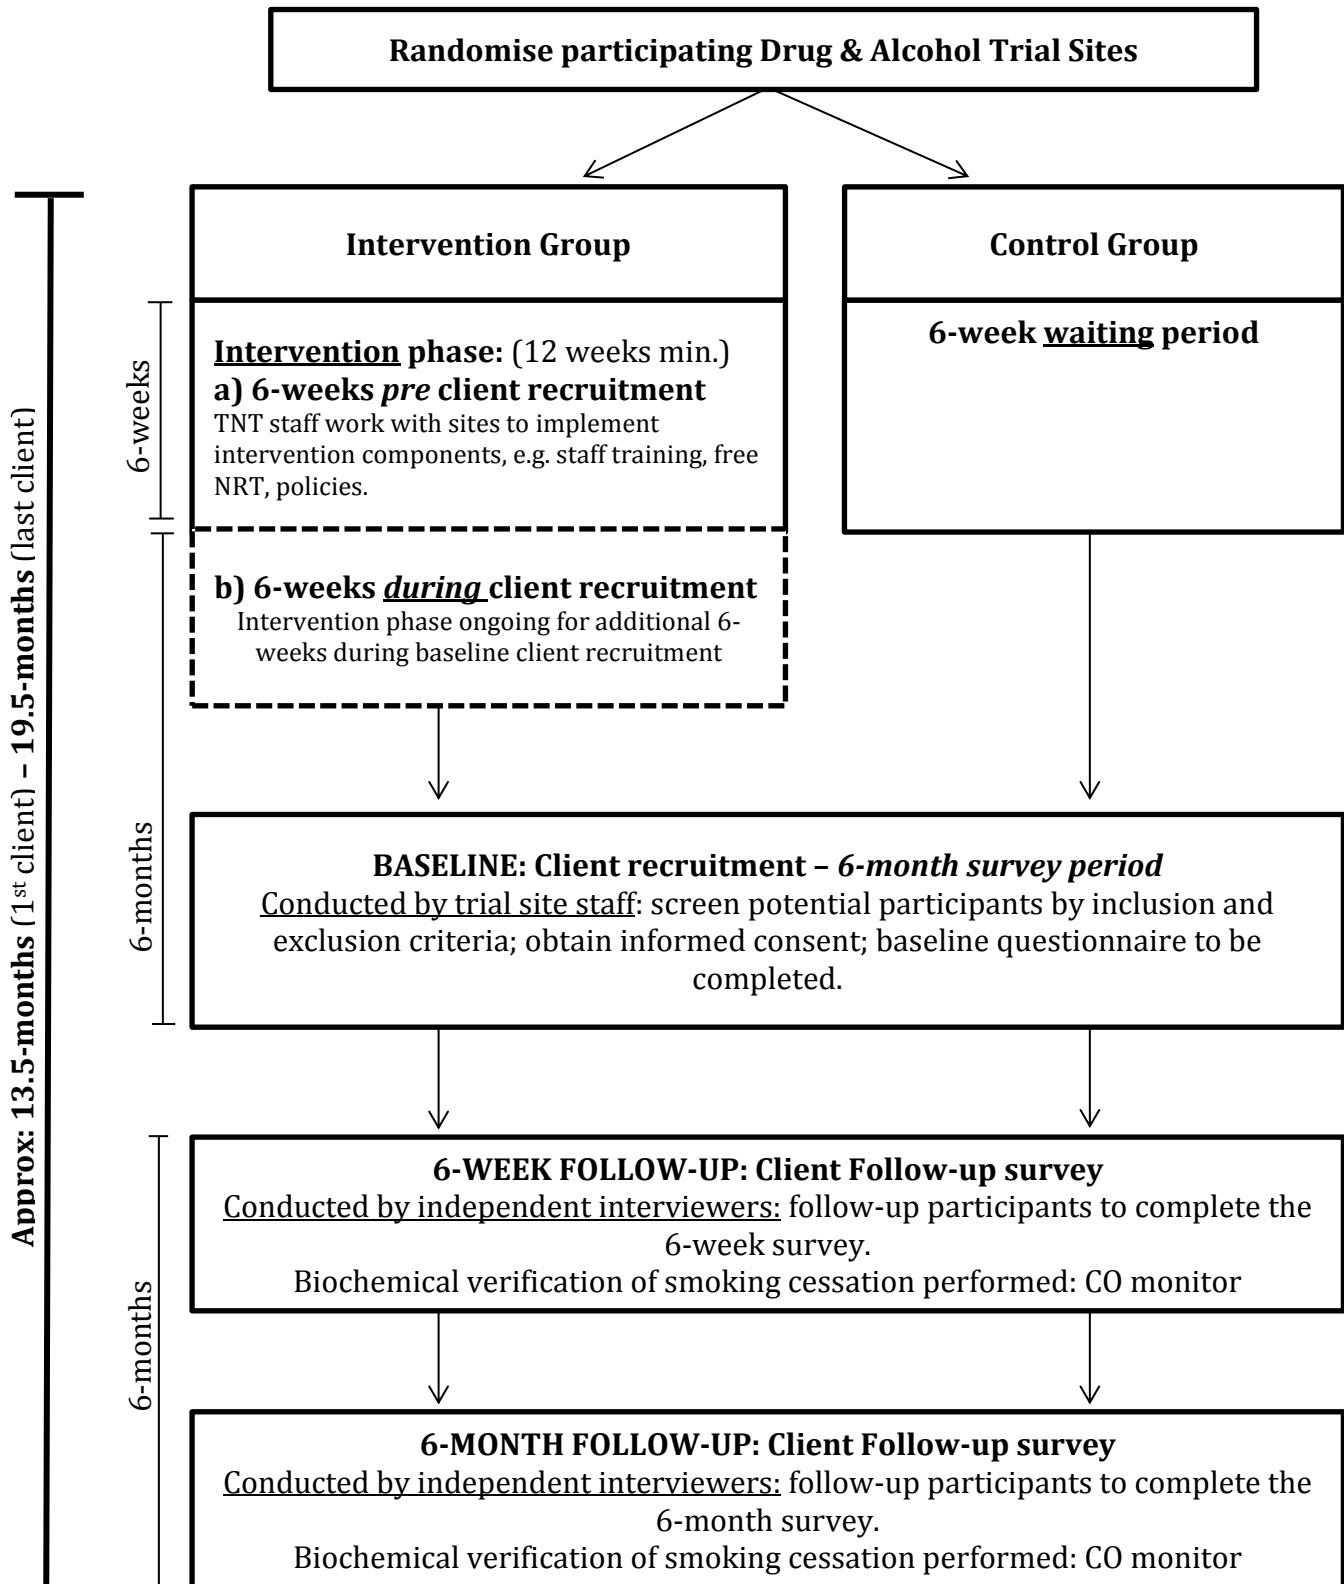 Randomise participating Drug & Alcohol Trial Sites
Intervention Group
Control Group
Intervention phase: (12 weeks min.)
a) 6-weeks pre client recruitment
TNT staff work with sites to implement
intervention components, e.g. staff training, free
NRT, policies.
6-week waiting period
6-weeks
b) 6-weeks during client recruitment
Intervention phase ongoing for additional 6-
weeks during baseline client recruitment
Approx: 13.5-months (1st client) – 19.5-months (last client)
6-months
BASELINE: Client recruitment – 6-month survey period
Conducted by trial site staff: screen potential participants by inclusion and
exclusion criteria; obtain informed consent; baseline questionnaire to be
completed.
6-WEEK FOLLOW-UP: Client Follow-up survey
Conducted by independent interviewers: follow-up participants to complete the
6-week survey.
Biochemical verification of smoking cessation performed: CO monitor
6-months
6-MONTH FOLLOW-UP: Client Follow-up survey
Conducted by independent interviewers: follow-up participants to complete the
6-month survey.
Biochemical verification of smoking cessation performed: CO monitor